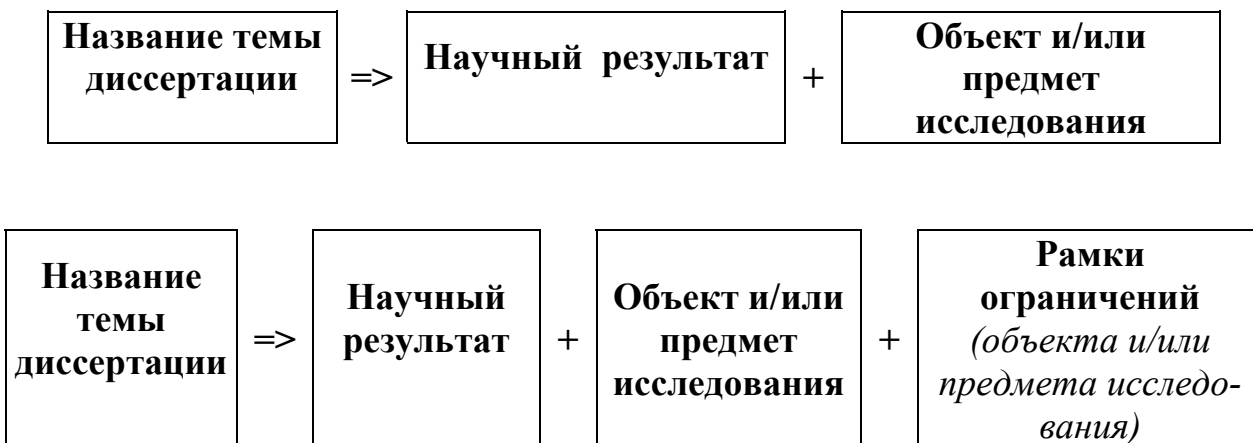 Название темы
диссертации
=>
Научный результат
+
Объект и/или
предмет
исследования
Название
темы
диссертации
=>
Научный
результат
+
Объект и/или
предмет
исследования
+
Рамки
ограничений
(объекта и/или
предмета исследо-
вания)